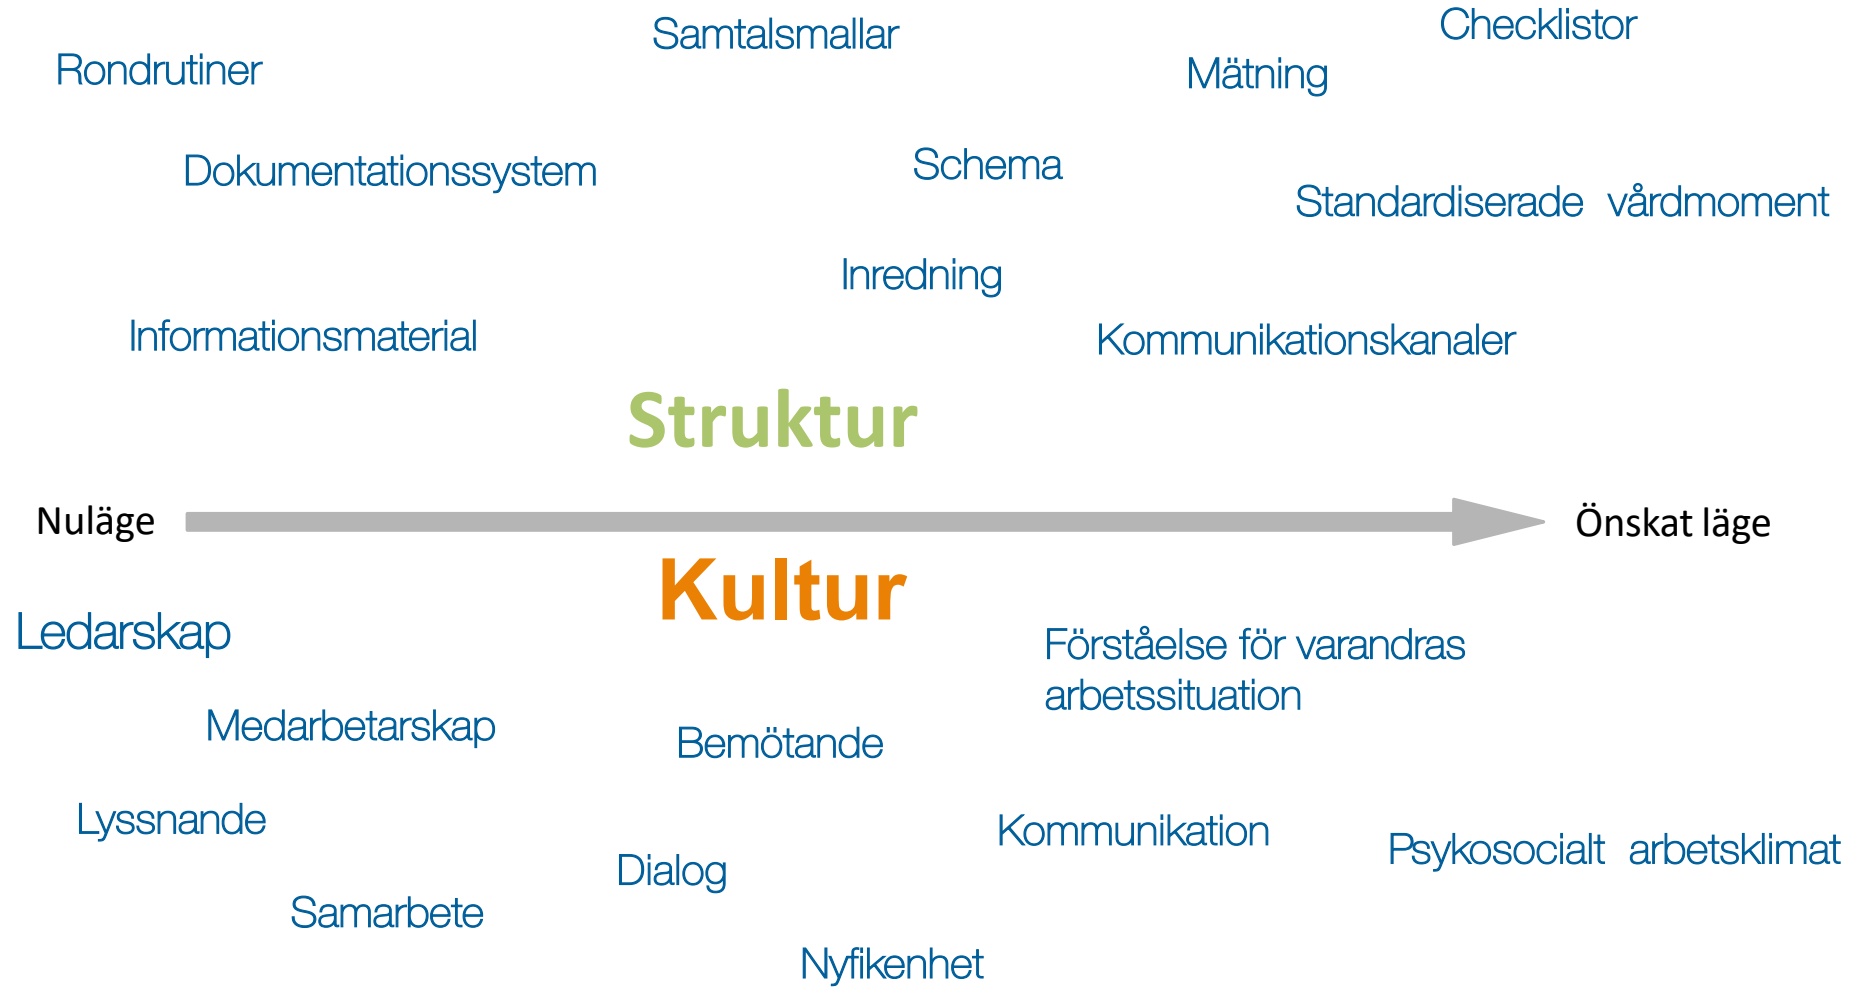 Checklistor
Samtalsmallar
Rondrutiner
Mätning
Dokumentationssystem
Schema
Standardiserade vårdmoment
Inredning
Informationsmaterial
Kommunikationskanaler
Struktur
Nuläge
Önskat läge
Kultur
Ledarskap
Förståelse för varandras
arbetssituation
Medarbetarskap
Bemötande
Lyssnande
Kommunikation
Psykosocialt arbetsklimat
Dialog
Samarbete
Nyfikenhet